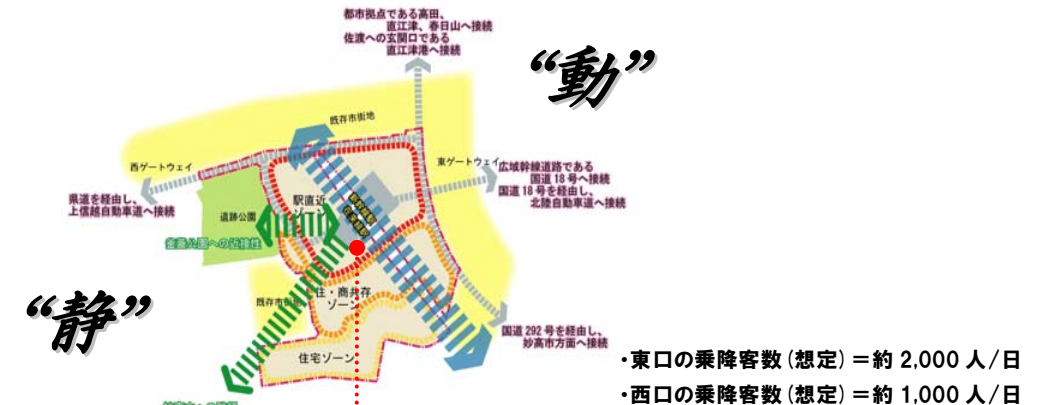 都市拠点である高田、
直江津、春日山へ接続
佐渡への玄関口である
直江津港へ接続
“動”
既存市街地
西ゲートウェイ
東ゲートウェイ
広域幹線道路である
国道18号へ接続
国道18号を経由し、
北陸自動車道へ接続
県道を経由し、
上信越自動車道へ接続
駅直近
ゾーン
遺跡公園
釜蓋公園への近接性
“静”
既存市街地
住・商共存
ゾーン
住宅ゾーン
国道292号を経由し、
妙高市方面へ接続
・東口の乗降客数(想定)=約 2,000 人/日
・西口の乗降客数(想定)=約 1,000 人/日